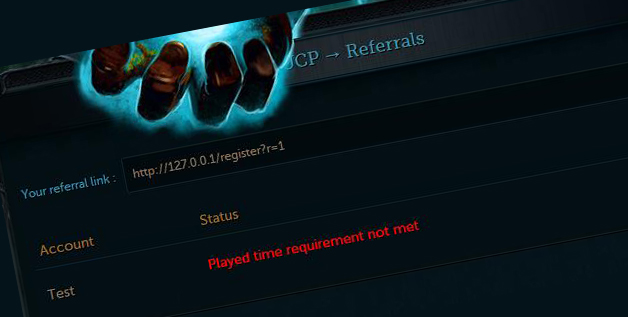 UCP → Referrals
Your referral link :
http://127.0.0.1/register?r=1
Account
Status
Test
Played time requirement not met